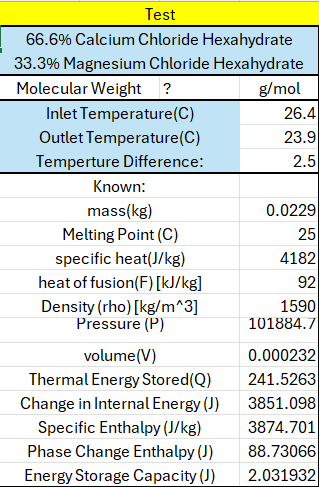 Test
66.6% Calcium Chloride Hexahydrate
33.3% Magnesium Chloride Hexahydrate
Molecular Weight ? g/mol
Inlet Temperature(C) 26.4
Outlet Temperature(C) 23.9
Temperture Difference: 2.5
Known:
mass(kg) 0.0229
Melting Point (C) 25
specific heat(J/kg) 4182
heat of fusion(F) [kJ/kg] 92
Density (rho) [kg/m^3] 1590
Pressure (P) 101884.7
volume(V) 0.000232
Thermal Energy Stored(Q) 241.5263
Change in Internal Energy (J) 3851.098
Specific Enthalpy (J/kg) 3874.701
Phase Change Enthalpy (J) 88.73066
Energy Storage Capacity (J) 2.031932